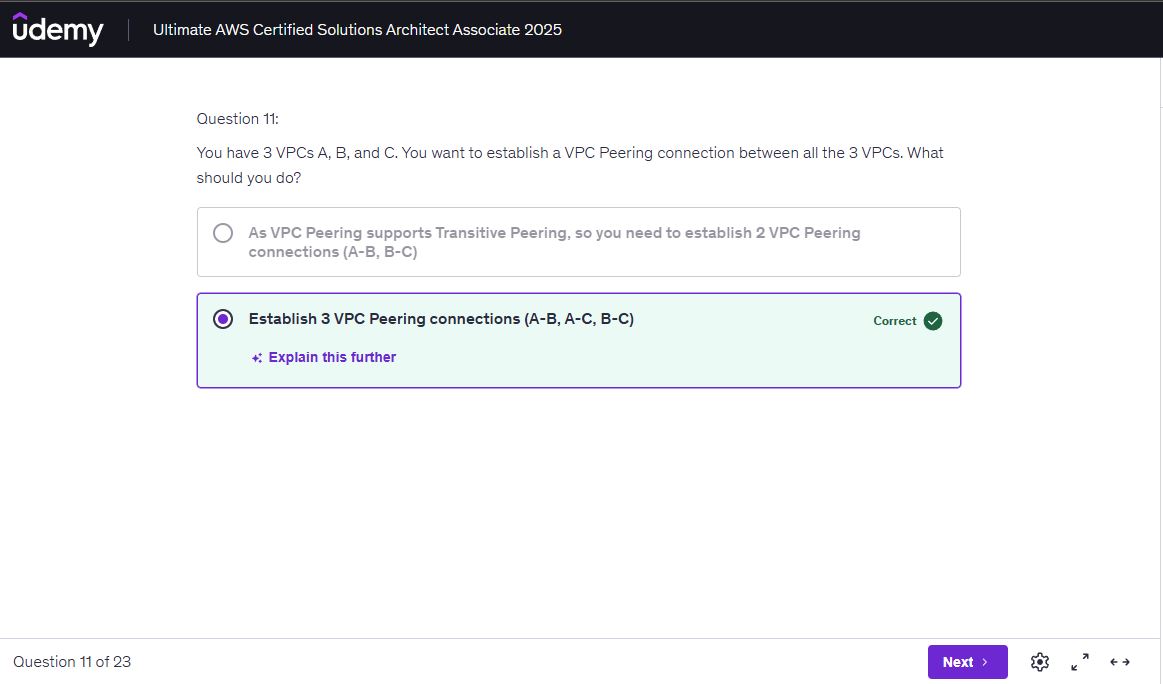 udemy
Ultimate AWS Certified Solutions Architect Associate 2025
Question 11:
You have 3 VPCs A, B, and C. You want to establish a VPC Peering connection between all the 3 VPCs. What
should you do?
As VPC Peering supports Transitive Peering, so you need to establish 2 VPC Peering
connections (A-B, B-C)
Establish 3 VPC Peering connections (A-B, A-C, B-C)
Correct
Explain this further
Question 11 of 23
Next